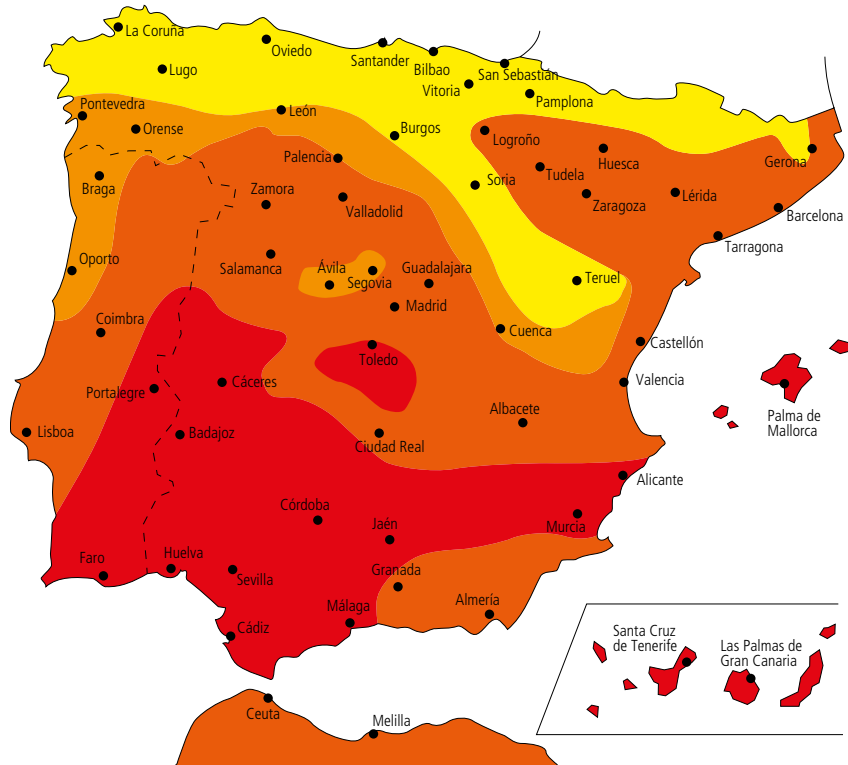 La Coruña
Oviedo
Santander
Bilbao
San Sebastián
Lugo
Vitoria
Pamplona
Pontevedra
León
Orense
Burgos
Logroño
Palencia
Huesca
Gerona
Braga
Zamora
Soria
Tudela
Valladolid
Zaragoza
Lérida
Barcelona
Tarragona
Oporto
Salamanca
Ávila
Segovia
Guadalajara
Teruel
Madrid
Coimbra
Cuenca
Castellón
Toledo
Portalegre
Cáceres
Valencia
Palma de
Mallorca
Lisboa
Badajoz
Ciudad Real
Albacete
Alicante
Córdoba
Jaén
Murcia
Faro
Huelva
Sevilla
Granada
Málaga
Almería
Cádiz
Santa Cruz
de Tenerife
Las Palmas de
Gran Canaria
Ceuta
Melilla